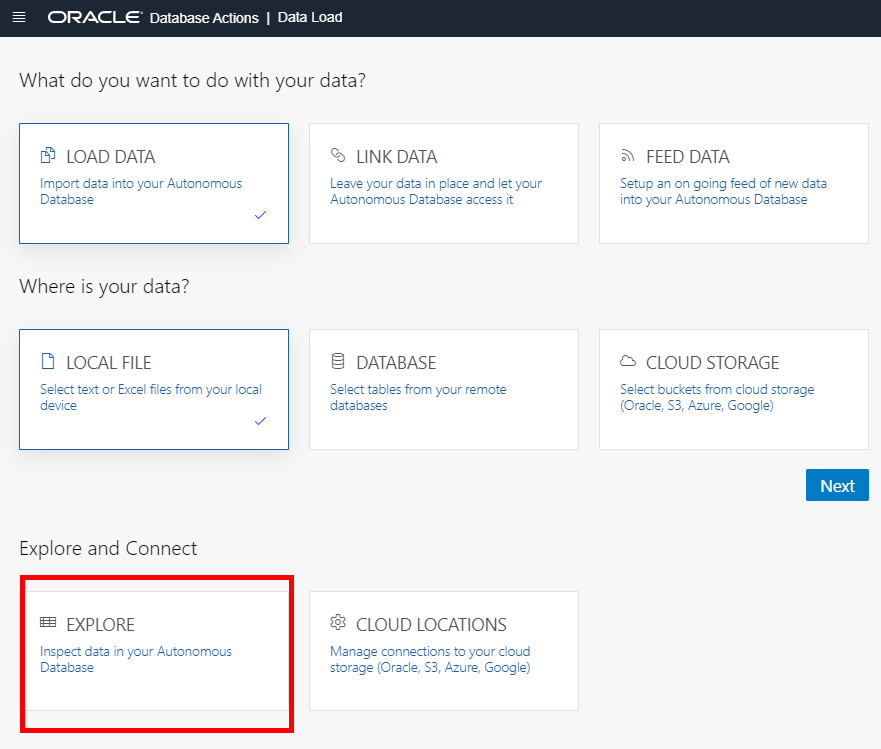 ORACLE Database Actions | Data Load
What do you want to do with your data?
LOAD DATA
Import data into your Autonomous
Database
LINK DATA
Leave your data in place and let your
Autonomous Database access it
FEED DATA
Setup an on going feed of new data
into your Autonomous Database
Where is your data?
LOCAL FILE
Select text or Excel files from your local
device
DATABASE
Select tables from your remote
databases
CLOUD STORAGE
Select buckets from cloud storage
(Oracle, S3, Azure, Google)
Next
Explore and Connect
EXPLORE
Inspect data in your Autonomous
Database
CLOUD LOCATIONS
Manage connections to your cloud
storage (Oracle, S3, Azure, Google)